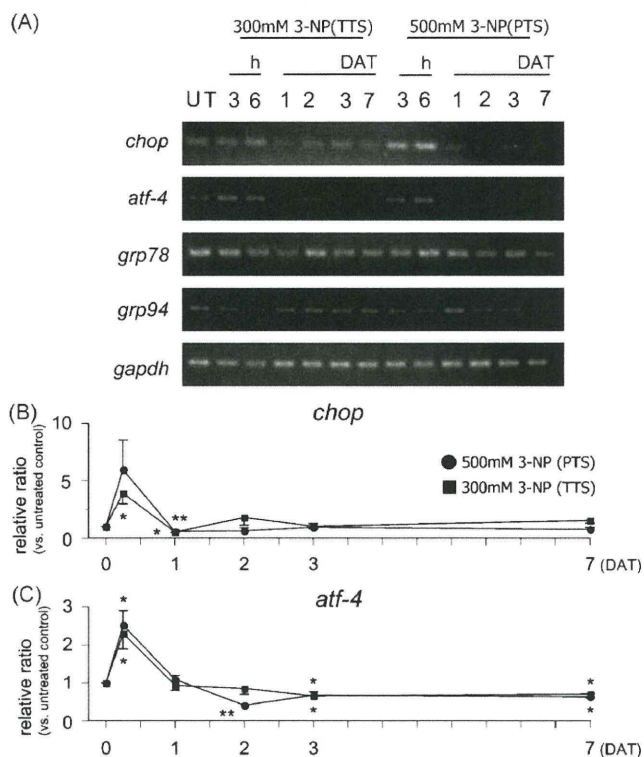 (A)
300mM 3-NP(TTS) 500mM 3-NP(PTS)
h DAT h DAT
UT 3 6 1 2 3 7 3 6 1 2 3 7
chop
atf-4
grp78
grp94
gapdh
(B)
chop
relative ratio
(vs. untreated control)
10
5
0
*
*
**
500mM 3-NP (PTS)
300mM 3-NP (TTS)
0 1 2 3 7 (DAT)
(C)
atf-4
relative ratio
(vs. untreated control)
3
2
1
0
*
*
**
*
*
*
*
0 1 2 3 7 (DAT)